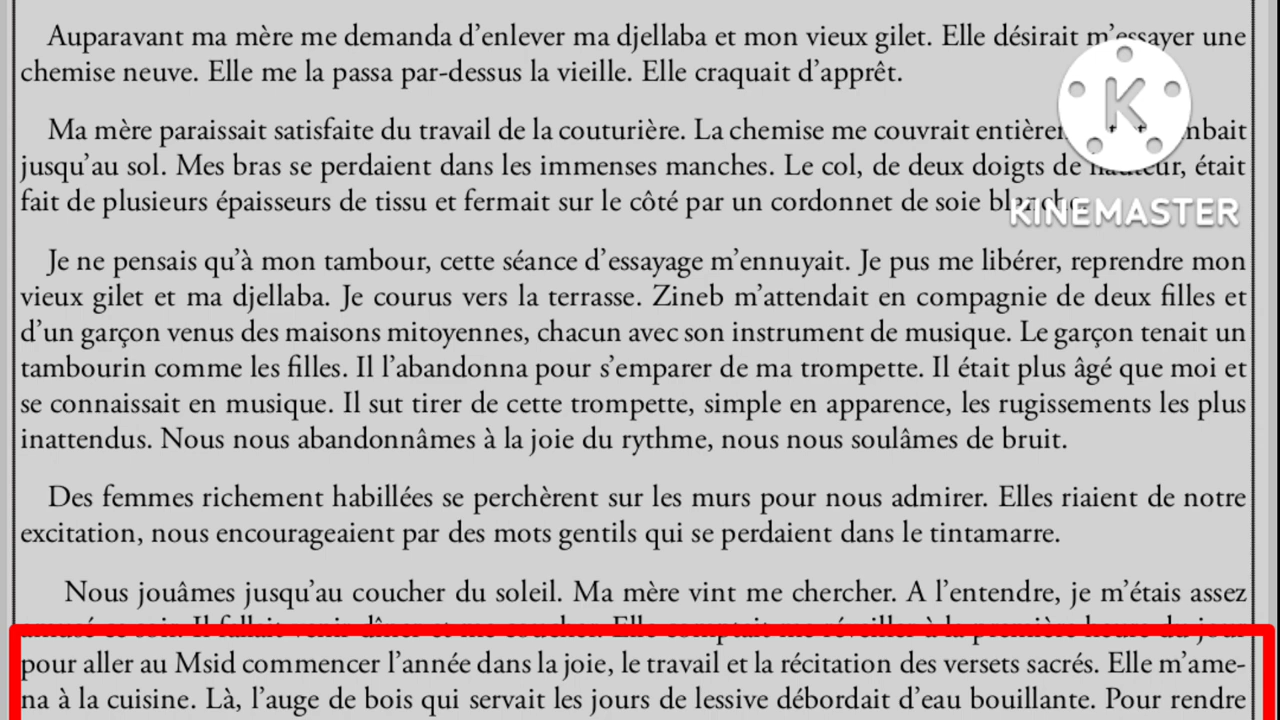 Auparavant ma mère me demanda d'enlever ma djellaba et mon vieux gilet. Elle désirait m'essayer une
chemise neuve. Elle me la passa par-dessus la vieille. Elle craquait d'apprêt.
Ma mère paraissait satisfaite du travail de la couturière. La chemise me couvrait
jusqu'au sol. Mes bras se perdaient dans les immenses manches. Le col, de deux doigts de hauteur, était
fait de plusieurs épaisseurs de tissu et fermait sur le côté par un cordonnet de soie
KINEMASTER
Je ne pensais qu'à mon tambour, cette séance d'essayage m'ennuyait. Je pus me libérer, reprendre mon
vieux gilet et ma djellaba. Je courus vers la terrasse. Zineb m'attendait en compagnie de deux filles et
d'un garçon venus des maisons mitoyennes, chacun avec son instrument de musique. Le garçon tenait un
tambourin comme les filles. Il l'abandonna pour s'emparer de ma trompette. Il était plus âgé que moi et
se connaissait en musique. Il sut tirer de cette trompette, simple en apparence, les rugissements les plus
inattendus. Nous nous abandonnâmes à la joie du rythme, nous nous soulâmes de bruit.
Des femmes richement habillées se perchèrent sur les murs pour nous admirer. Elles riaient de notre
excitation, nous encourageaient par des mots gentils qui se perdaient dans le tintamarre.
Nous jouâmes jusqu'au coucher du soleil. Ma mère vint me chercher. A l'entendre, je m'étais assez
pour aller au Msid commencer l'année dans la joie, le travail et la récitation des versets sacrés. Elle m'ame-
na à la cuisine. Là, l'auge de bois qui servait les jours de lessive débordait d'eau bouillante. Pour rendre